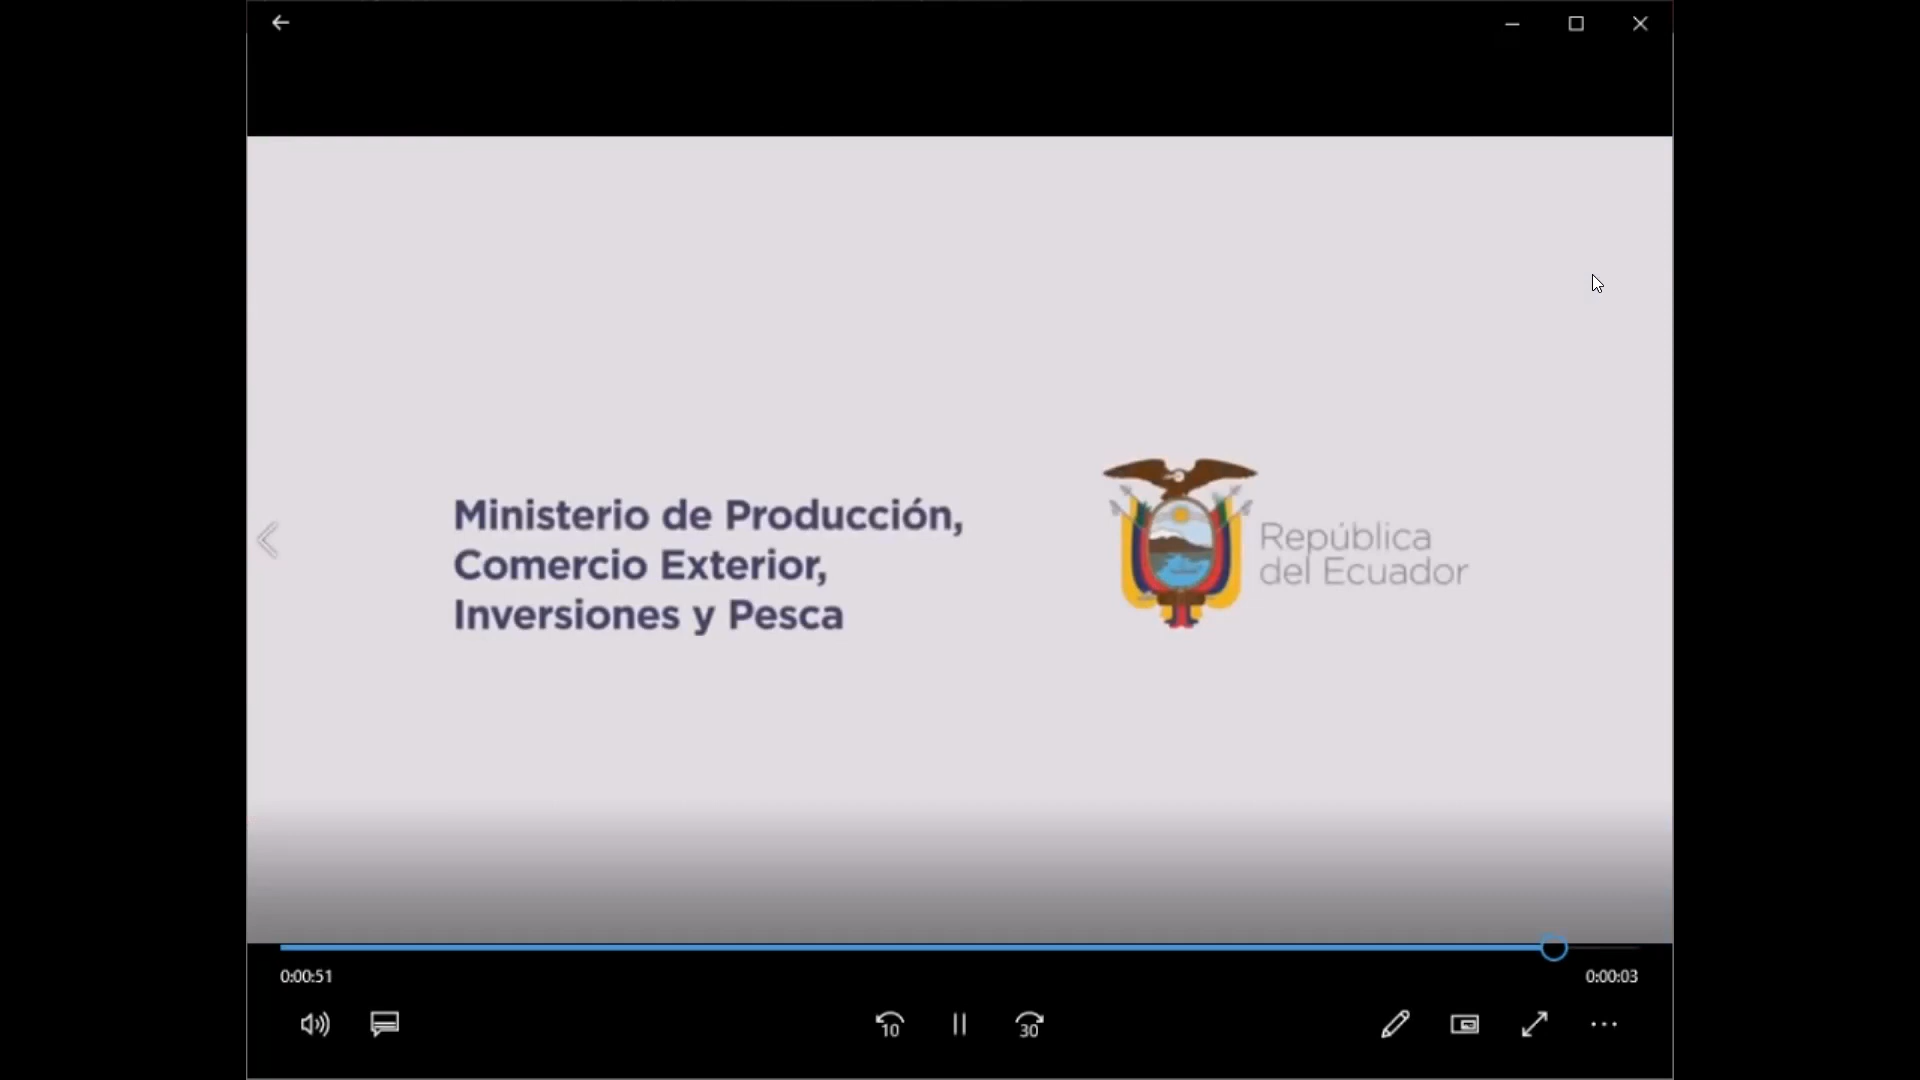 Ministerio de Producción,
Comercio Exterior,
Inversiones y Pesca
República
del Ecuador
0:00:51
0:00:03
10
30